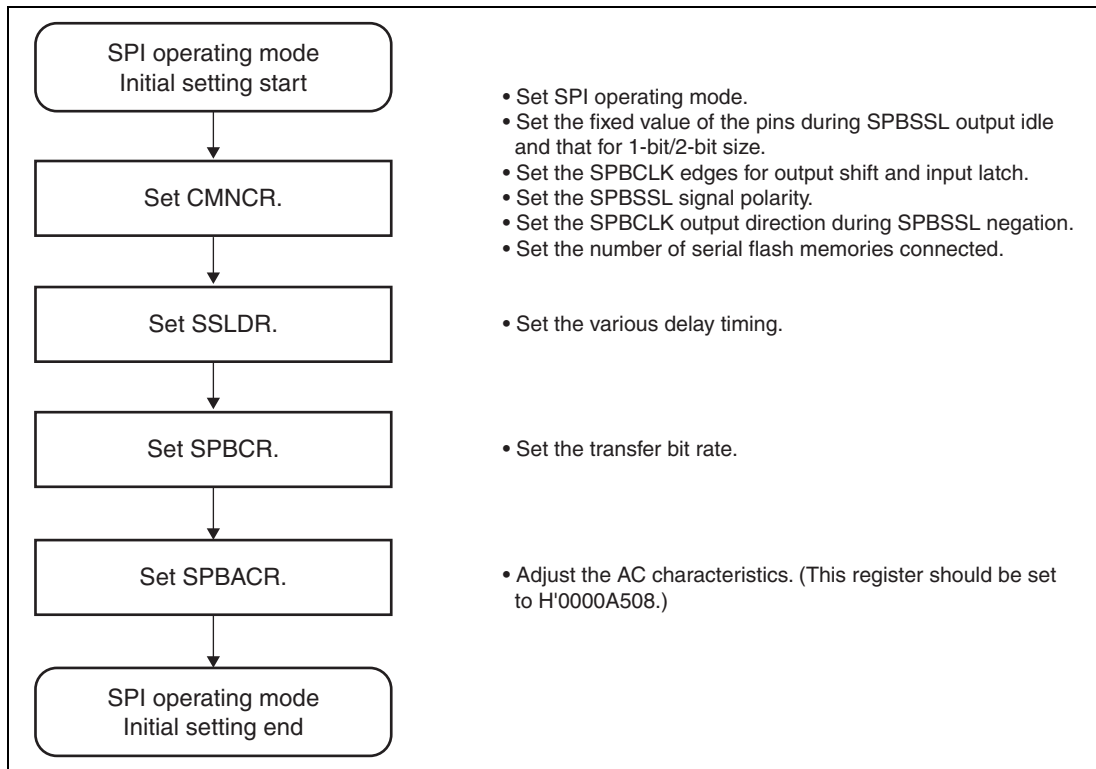 SPI operating mode
Initial setting start
Set CMNCR.
• Set SPI operating mode.
• Set the fixed value of the pins during SPBSSL output idle
and that for 1-bit/2-bit size.
• Set the SPBCLK edges for output shift and input latch.
• Set the SPBSSL signal polarity.
• Set the SPBCLK output direction during SPBSSL negation.
• Set the number of serial flash memories connected.
Set SSLDR.
• Set the various delay timing.
Set SPBCR.
• Set the transfer bit rate.
Set SPBACR.
• Adjust the AC characteristics. (This register should be set
to H'0000A508.)
SPI operating mode
Initial setting end